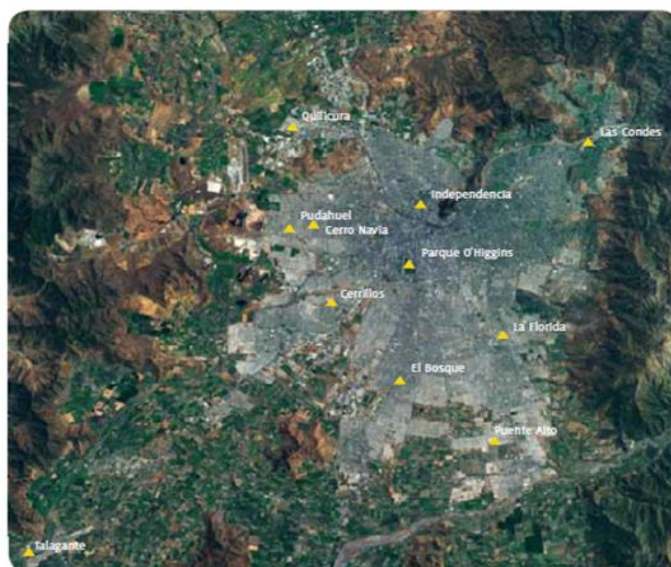 Quilicura
Las Condes
Independencia
Pudahuel
Cerro Navia
Parque O'Higgins
Cerrillos
La Florida
El Bosque
Puente Alto
Talagante